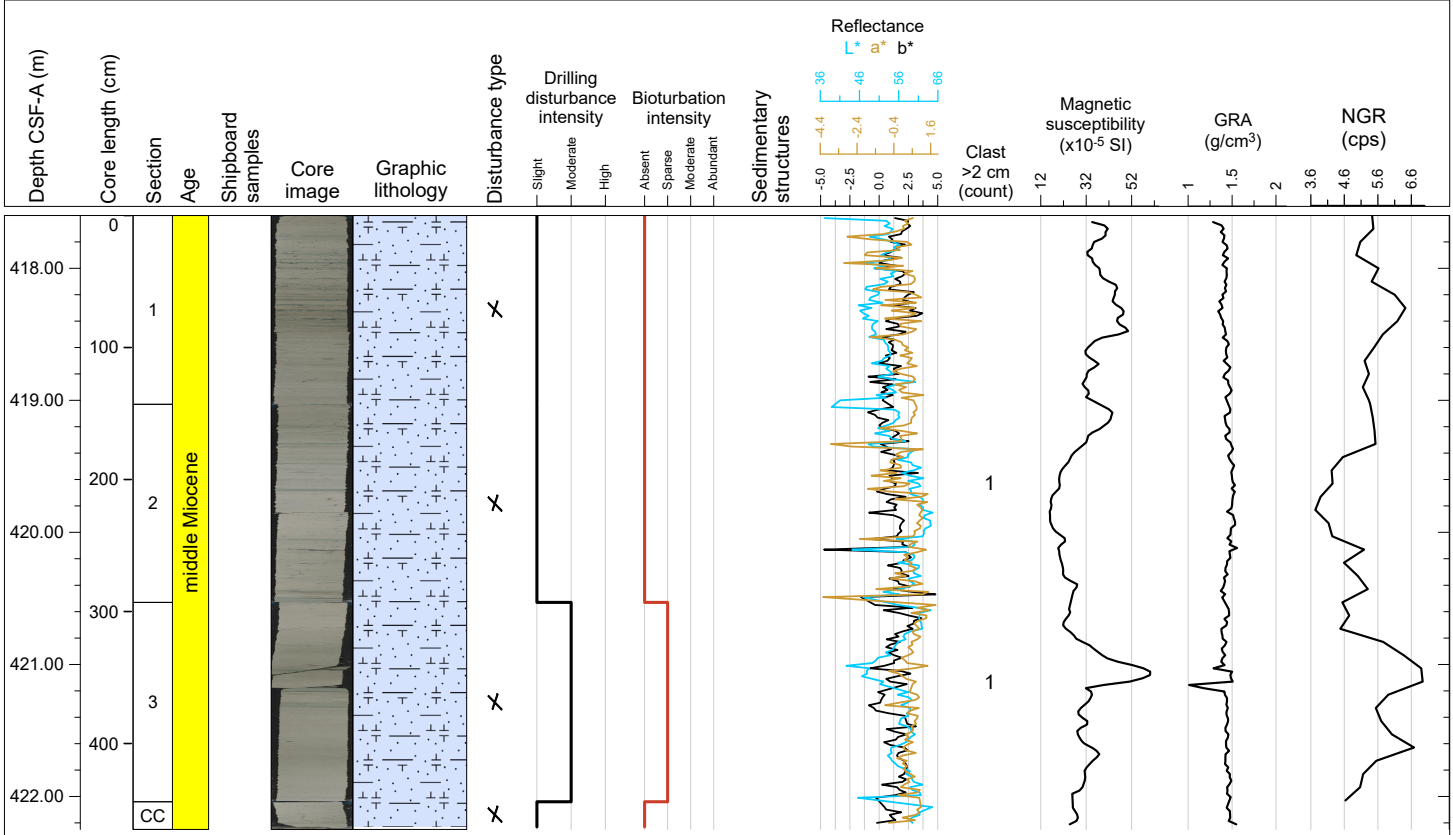 Depth CSF-A (m)
Core length (cm)
Section
Age
Shipboard
samples
Core
image
Graphic
lithology
Disturbance type
Drilling
disturbance
intensity
Slight
Moderate
High
Bioturbation
intensity
Absent
Sparse
Moderate
Abundant
Sedimentary
structures
Reflectance
L* a* b*
36 46 56 66
-4.4 -2.4 -0.4 1.6
-5.0 -2.5 0.0 2.5 5.0
Clast
>2 cm
(count)
Magnetic
susceptibility
(x10-5 SI)
12 32 52
GRA
(g/cm3)
1 1.5 2
NGR
(cps)
3.6 4.6 5.6 6.6
0
418.00
1
100
419.00
middle Miocene
200
2
1
420.00
300
421.00
3
1
400
422.00
CC